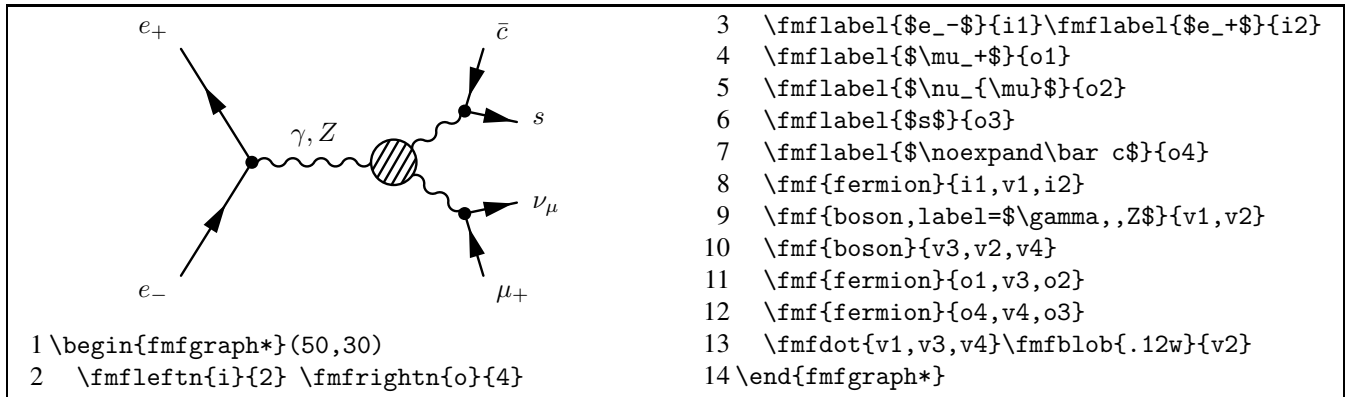 e₊
c̄
γ, Z
s
ν_μ
e₋
μ₊
1 \begin{fmfgraph*}(50,30)
2 \fmfleftn{i}{2} \fmfrightn{o}{4}
3 \fmflabel{$e_-$}{i1}\fmflabel{$e_+$}{i2}
4 \fmflabel{$\mu_+$}{o1}
5 \fmflabel{$\nu_{\mu}$}{o2}
6 \fmflabel{$s$}{o3}
7 \fmflabel{$\noexpand\bar c$}{o4}
8 \fmf{fermion}{i1,v1,i2}
9 \fmf{boson,label=$\gamma,,Z$}{v1,v2}
10 \fmf{boson}{v3,v2,v4}
11 \fmf{fermion}{o1,v3,o2}
12 \fmf{fermion}{o4,v4,o3}
13 \fmfdot{v1,v3,v4}\fmfblob{.12w}{v2}
14 \end{fmfgraph*}